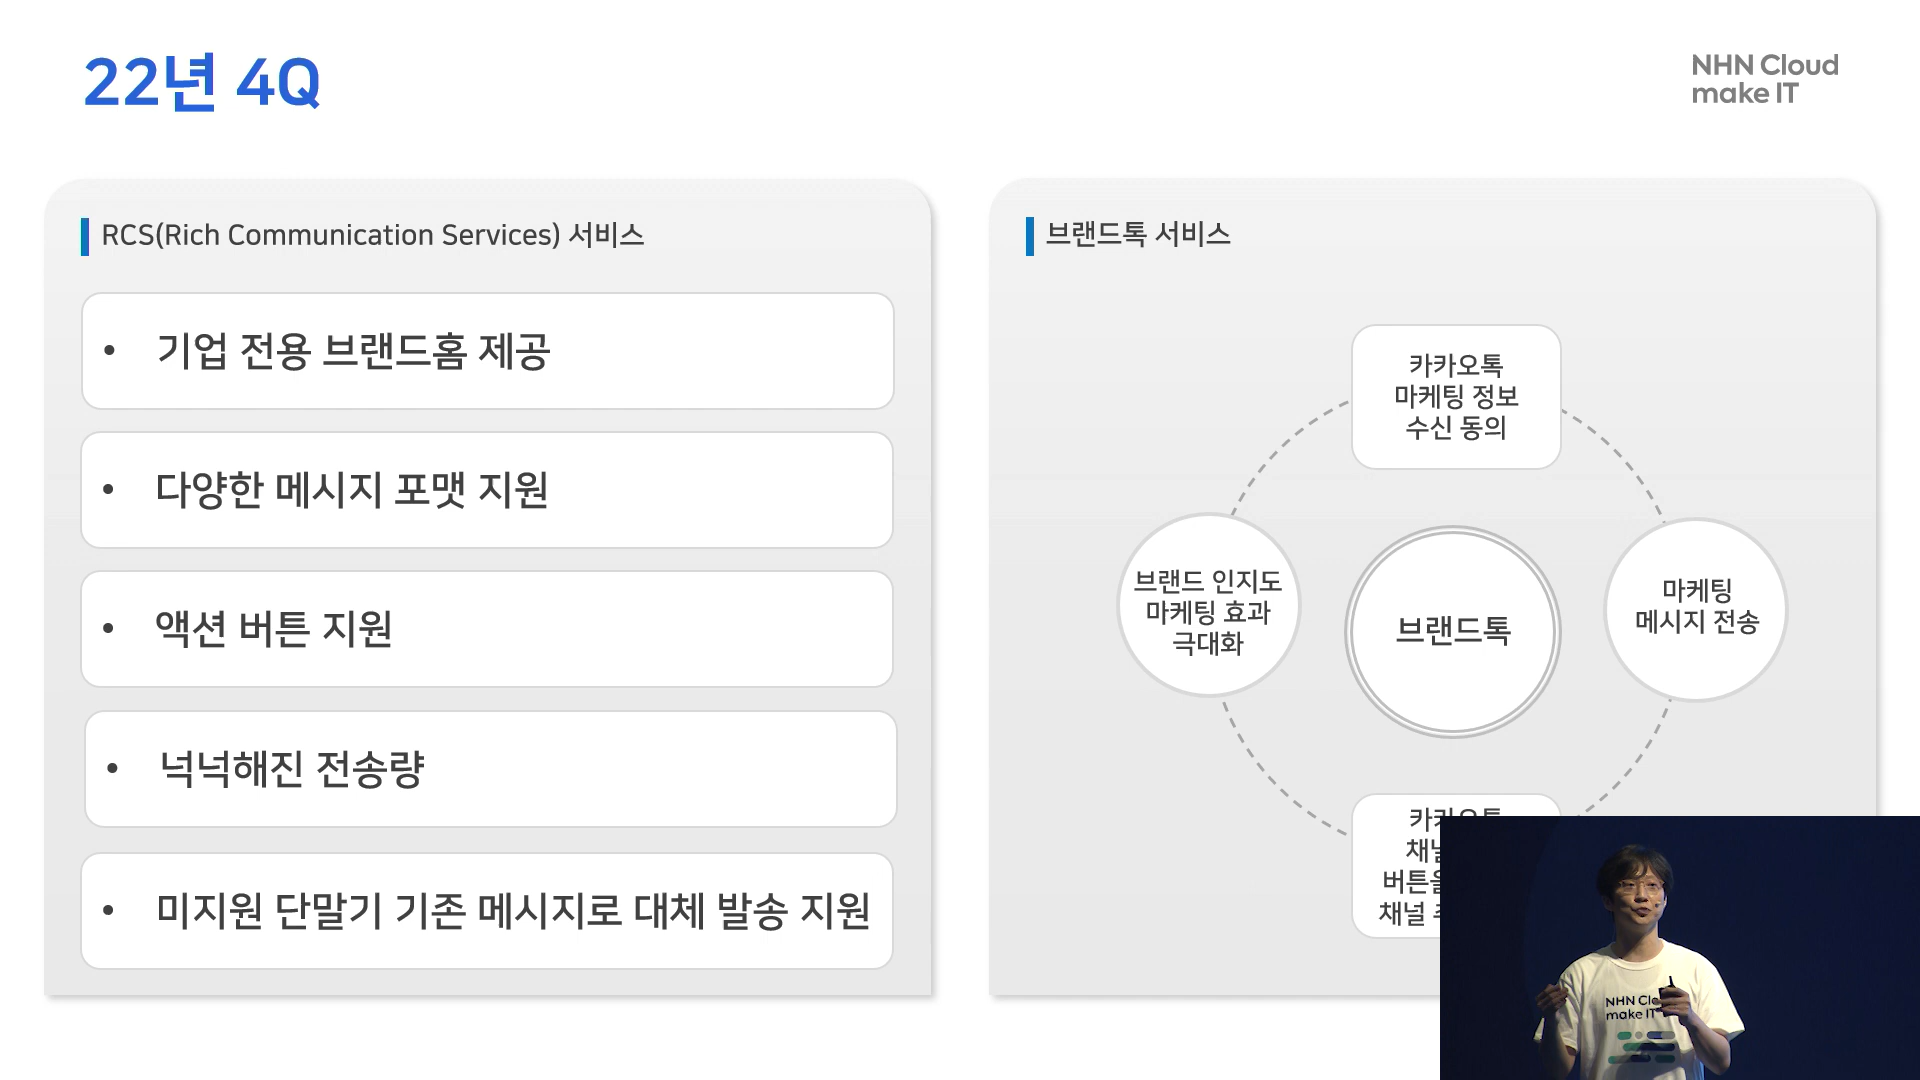 22년 4Q
NHN Cloud
make IT
RCS(Rich Communication Services) 서비스
• 기업 전용 브랜드홈 제공
• 다양한 메시지 포맷 지원
• 액션 버튼 지원
• 넉넉해진 전송량
• 미지원 단말기 기존 메시지로 대체 발송 지원
브랜드톡 서비스
카카오톡
마케팅 정보
수신 동의
브랜드 인지도
마케팅 효과
극대화
브랜드톡
마케팅
메시지 전송
카카오톡
버튼을
채널
NHN
make IT